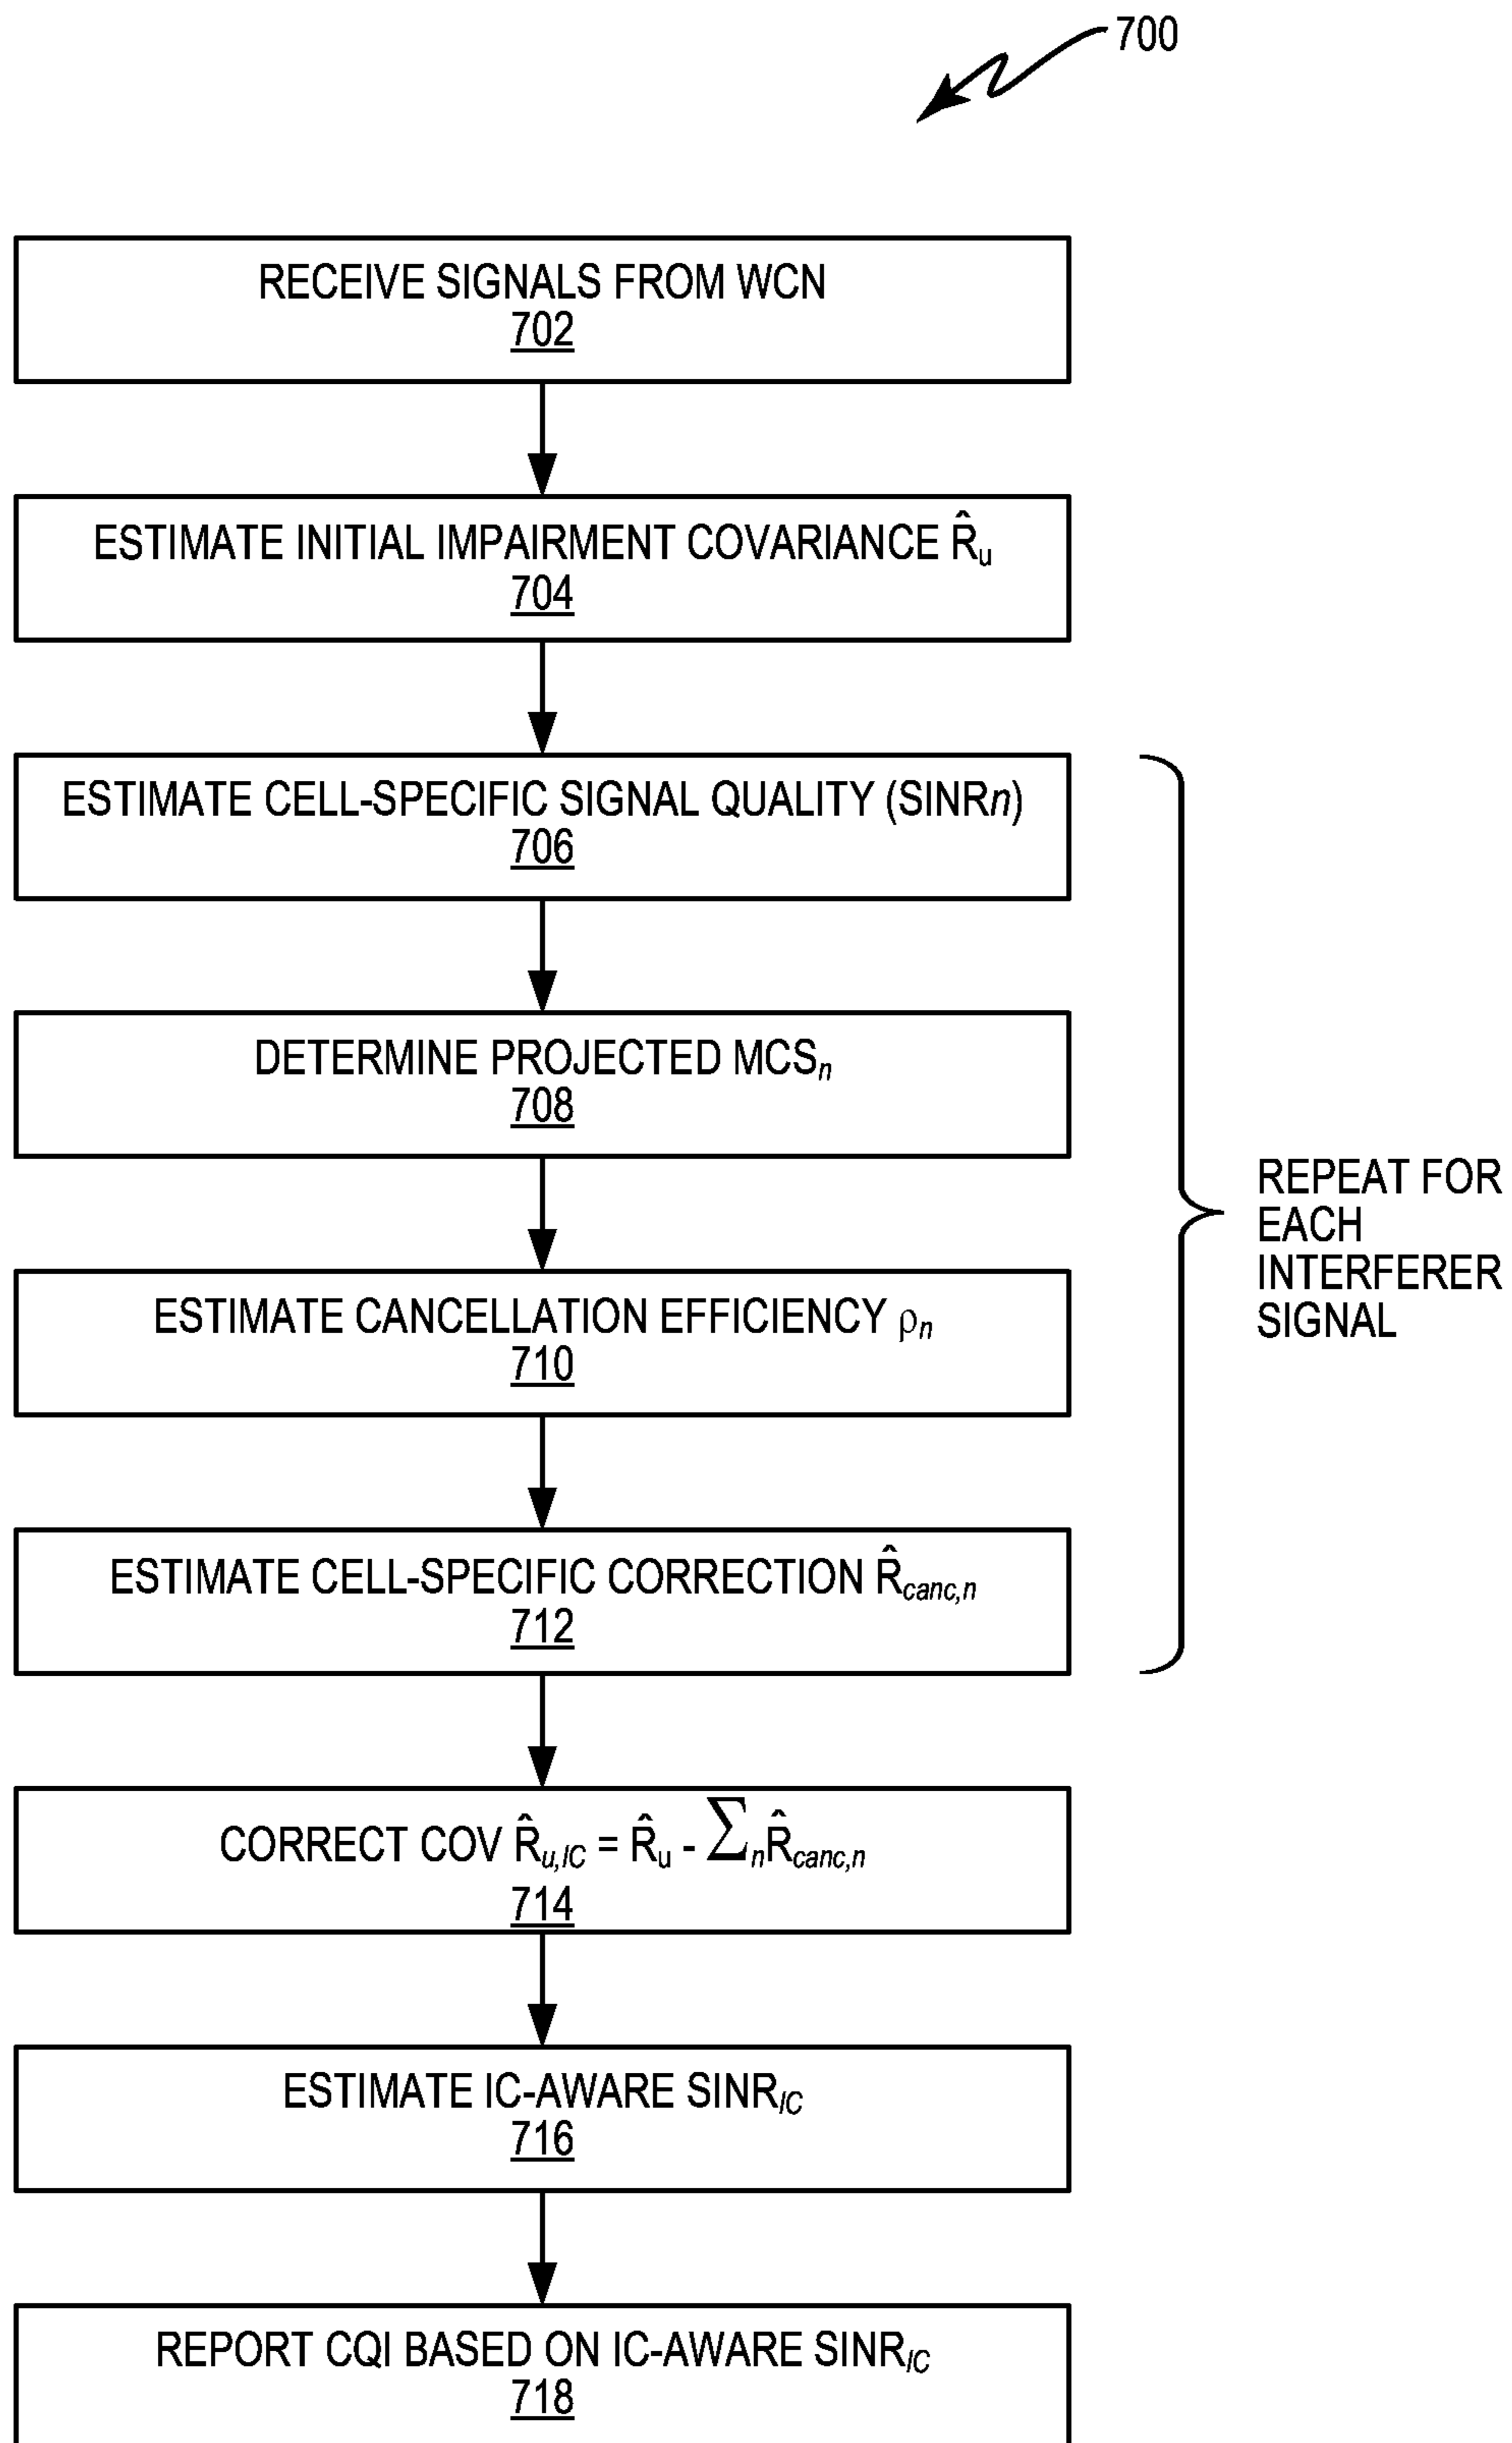 700
RECEIVE SIGNALS FROM WCN
702
ESTIMATE INITIAL IMPAIRMENT COVARIANCE R̂u
704
ESTIMATE CELL-SPECIFIC SIGNAL QUALITY (SINRn)
706
DETERMINE PROJECTED MCSn
708
ESTIMATE CANCELLATION EFFICIENCY ρn
710
ESTIMATE CELL-SPECIFIC CORRECTION R̂canc,n
712
REPEAT FOR
EACH
INTERFERER
SIGNAL
CORRECT COV R̂u,IC = R̂u - ∑nR̂canc,n
714
ESTIMATE IC-AWARE SINRIC
716
REPORT CQI BASED ON IC-AWARE SINRIC
718